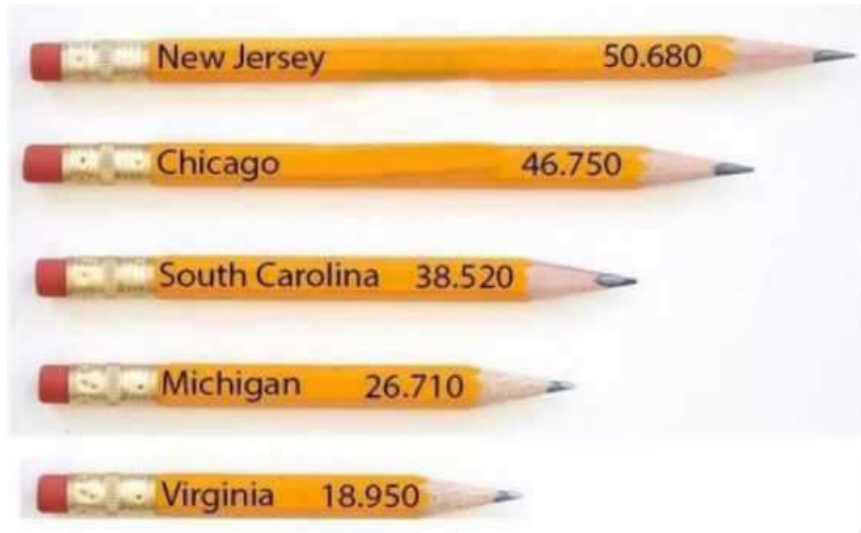 New Jersey 50.680
Chicago 46.750
South Carolina 38.520
Michigan 26.710
Virginia 18.950